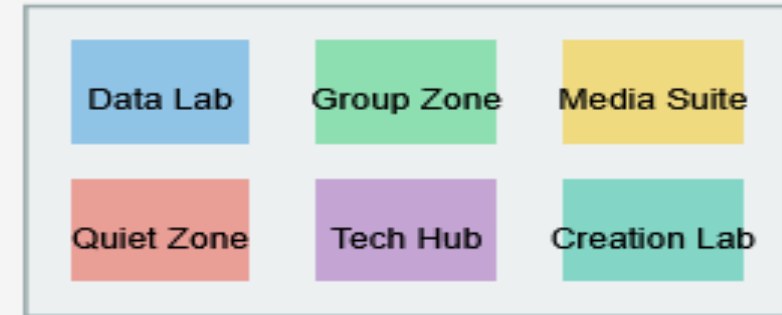 Data Lab
Group Zone
Media Suite
Quiet Zone
Tech Hub
Creation Lab